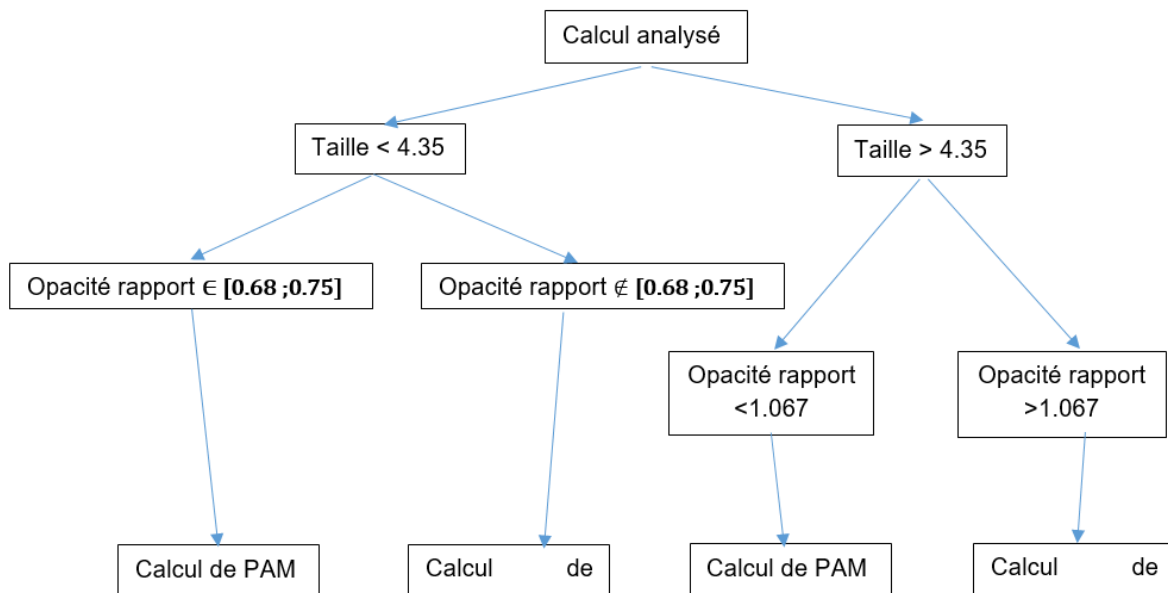 Calcul analysé
Taille < 4.35
Taille > 4.35
Opacité rapport ∈ [0.68 ;0.75]
Opacité rapport ∉ [0.68 ;0.75]
Opacité rapport
<1.067
Opacité rapport
>1.067
Calcul de PAM
Calcul de
Calcul de PAM
Calcul de